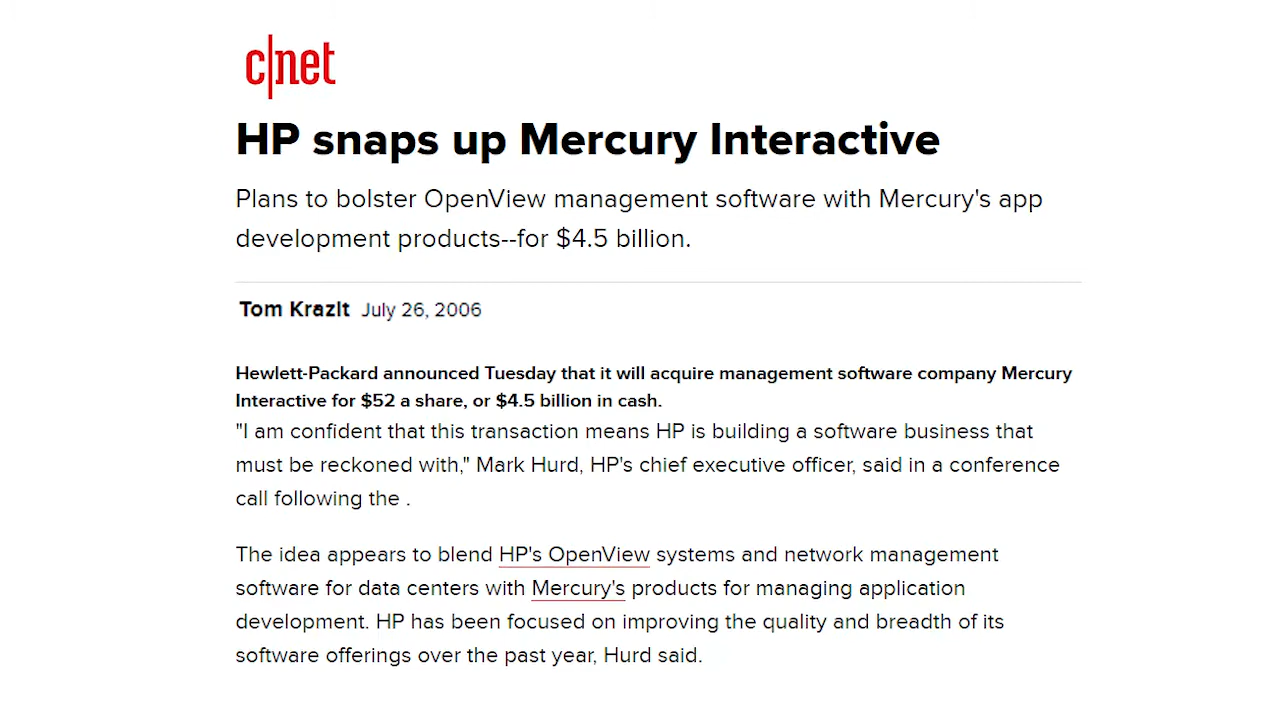 c|net
HP snaps up Mercury Interactive
Plans to bolster OpenView management software with Mercury's app
development products--for $4.5 billion.
Tom Krazit July 26, 2006
Hewlett-Packard announced Tuesday that it will acquire management software company Mercury
Interactive for $52 a share, or $4.5 billion in cash.
"I am confident that this transaction means HP is building a software business that
must be reckoned with," Mark Hurd, HP's chief executive officer, said in a conference
call following the .
The idea appears to blend HP's OpenView systems and network management
software for data centers with Mercury's products for managing application
development. HP has been focused on improving the quality and breadth of its
software offerings over the past year, Hurd said.